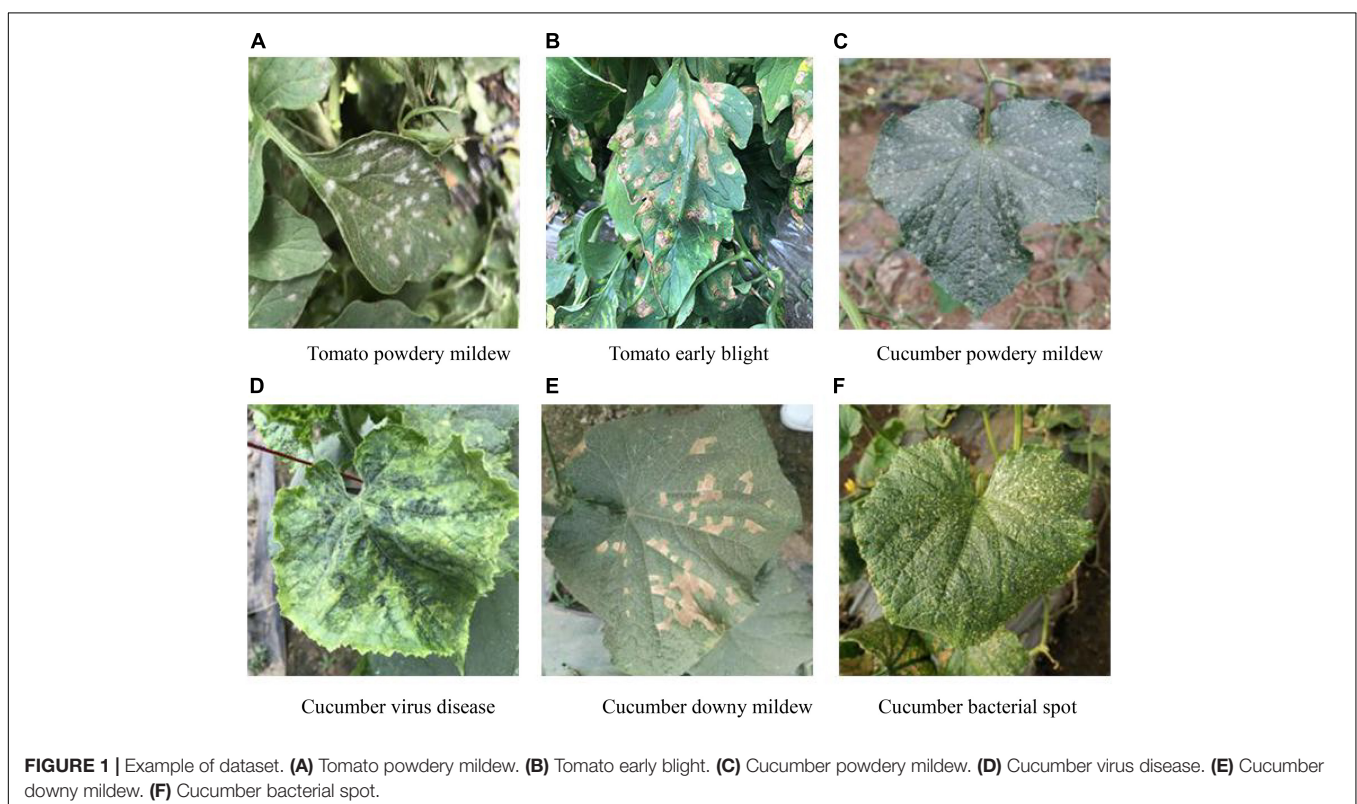 A
B
C
Tomato powdery mildew
Tomato early blight
Cucumber powdery mildew
D
E
F
Cucumber virus disease
Cucumber downy mildew
Cucumber bacterial spot
FIGURE 1 | Example of dataset. (A) Tomato powdery mildew. (B) Tomato early blight. (C) Cucumber powdery mildew. (D) Cucumber virus disease. (E) Cucumber
downy mildew. (F) Cucumber bacterial spot.